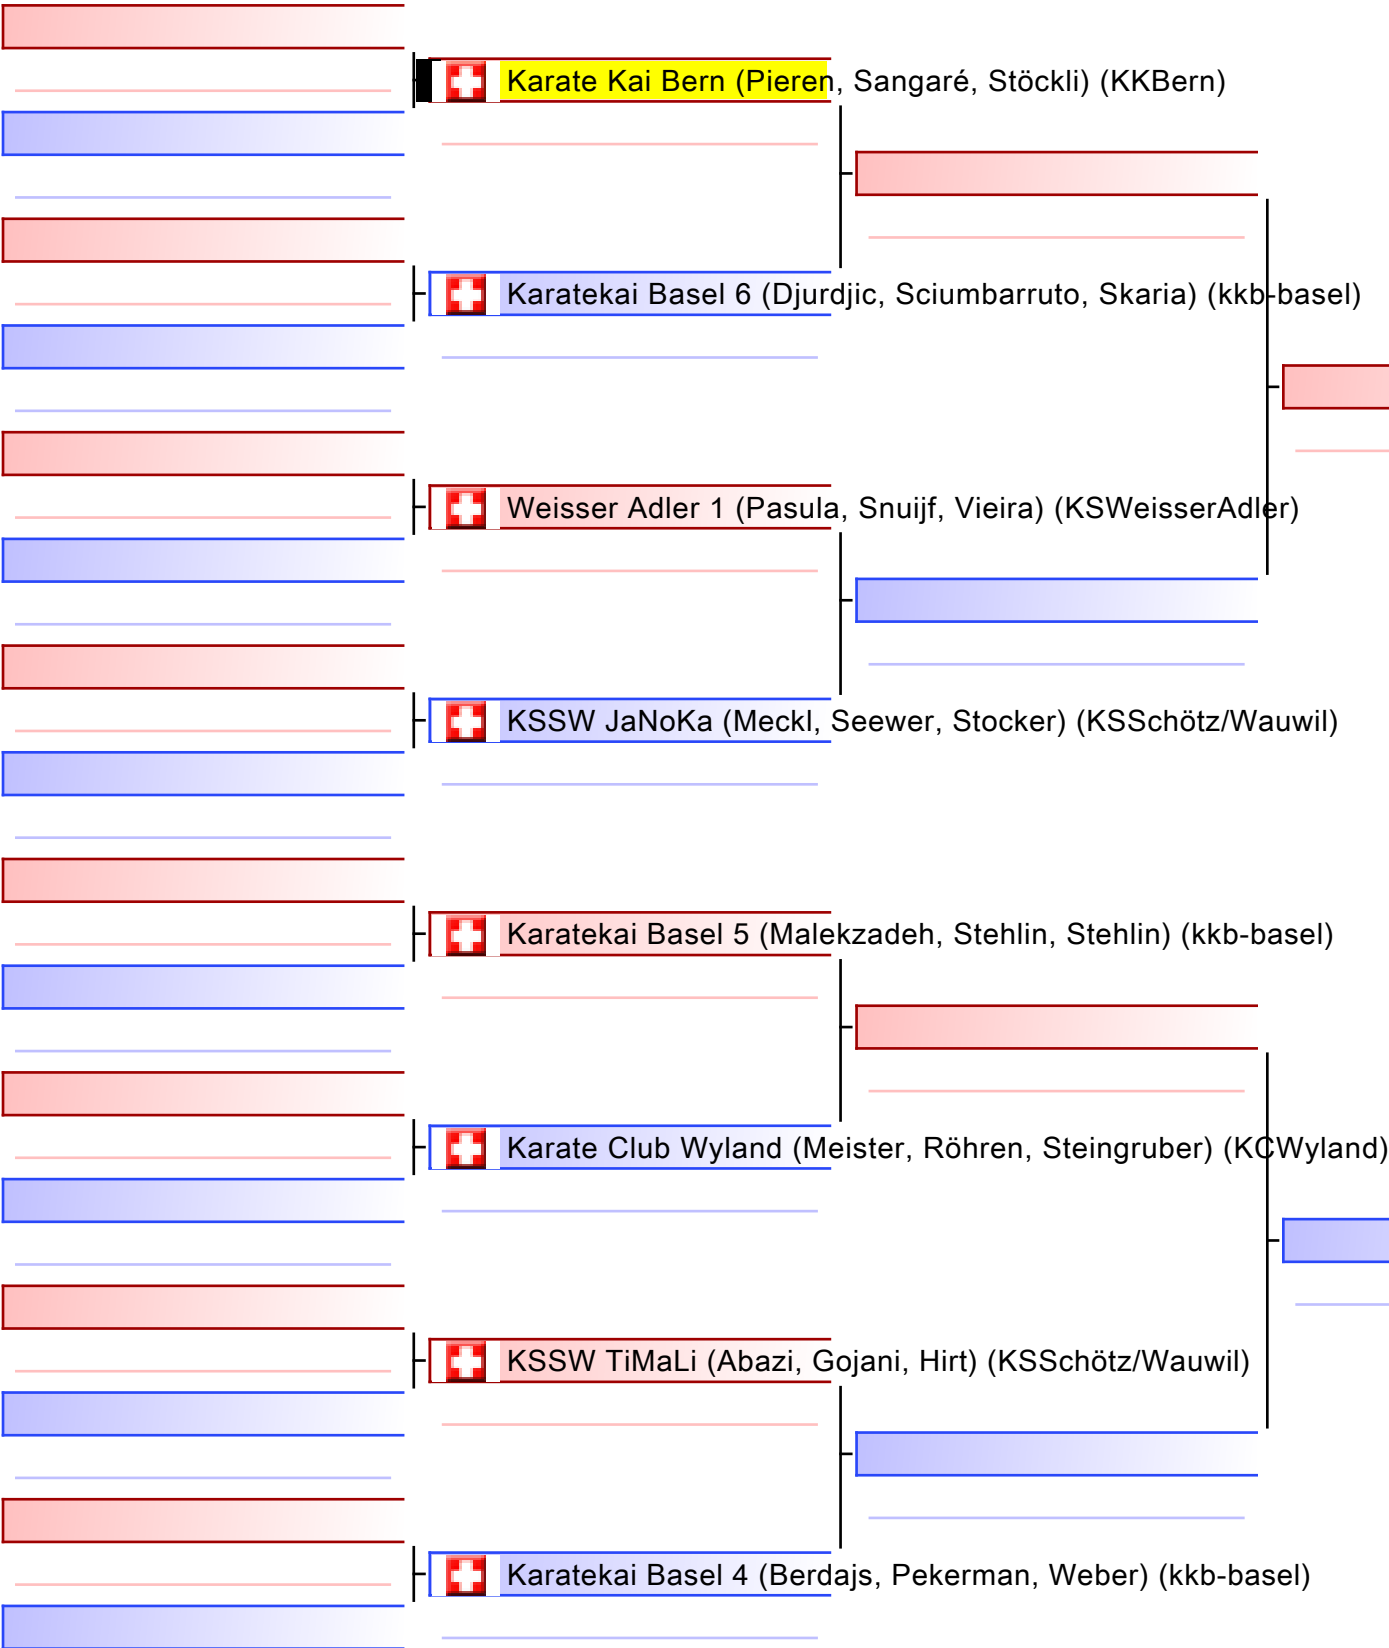 Karate Kai Bern (Pieren, Sangaré, Stöckli) (KKBern)
Karatekai Basel 6 (Djurdjic, Sciumbarruto, Skaria) (kkb-basel)
Weisser Adler 1 (Pasula, Snuijf, Vieira) (KSWeisserAdler)
KSSW JaNoKa (Meckl, Seewer, Stocker) (KSSchötz/Wauwil)
Karatekai Basel 5 (Malekzadeh, Stehlin, Stehlin) (kkb-basel)
Karate Club Wyland (Meister, Röhren, Steingruber) (KCWyland)
KSSW TiMaLi (Abazi, Gojani, Hirt) (KSSchötz/Wauwil)
Karatekai Basel 4 (Berdajs, Pekerman, Weber) (kkb-basel)